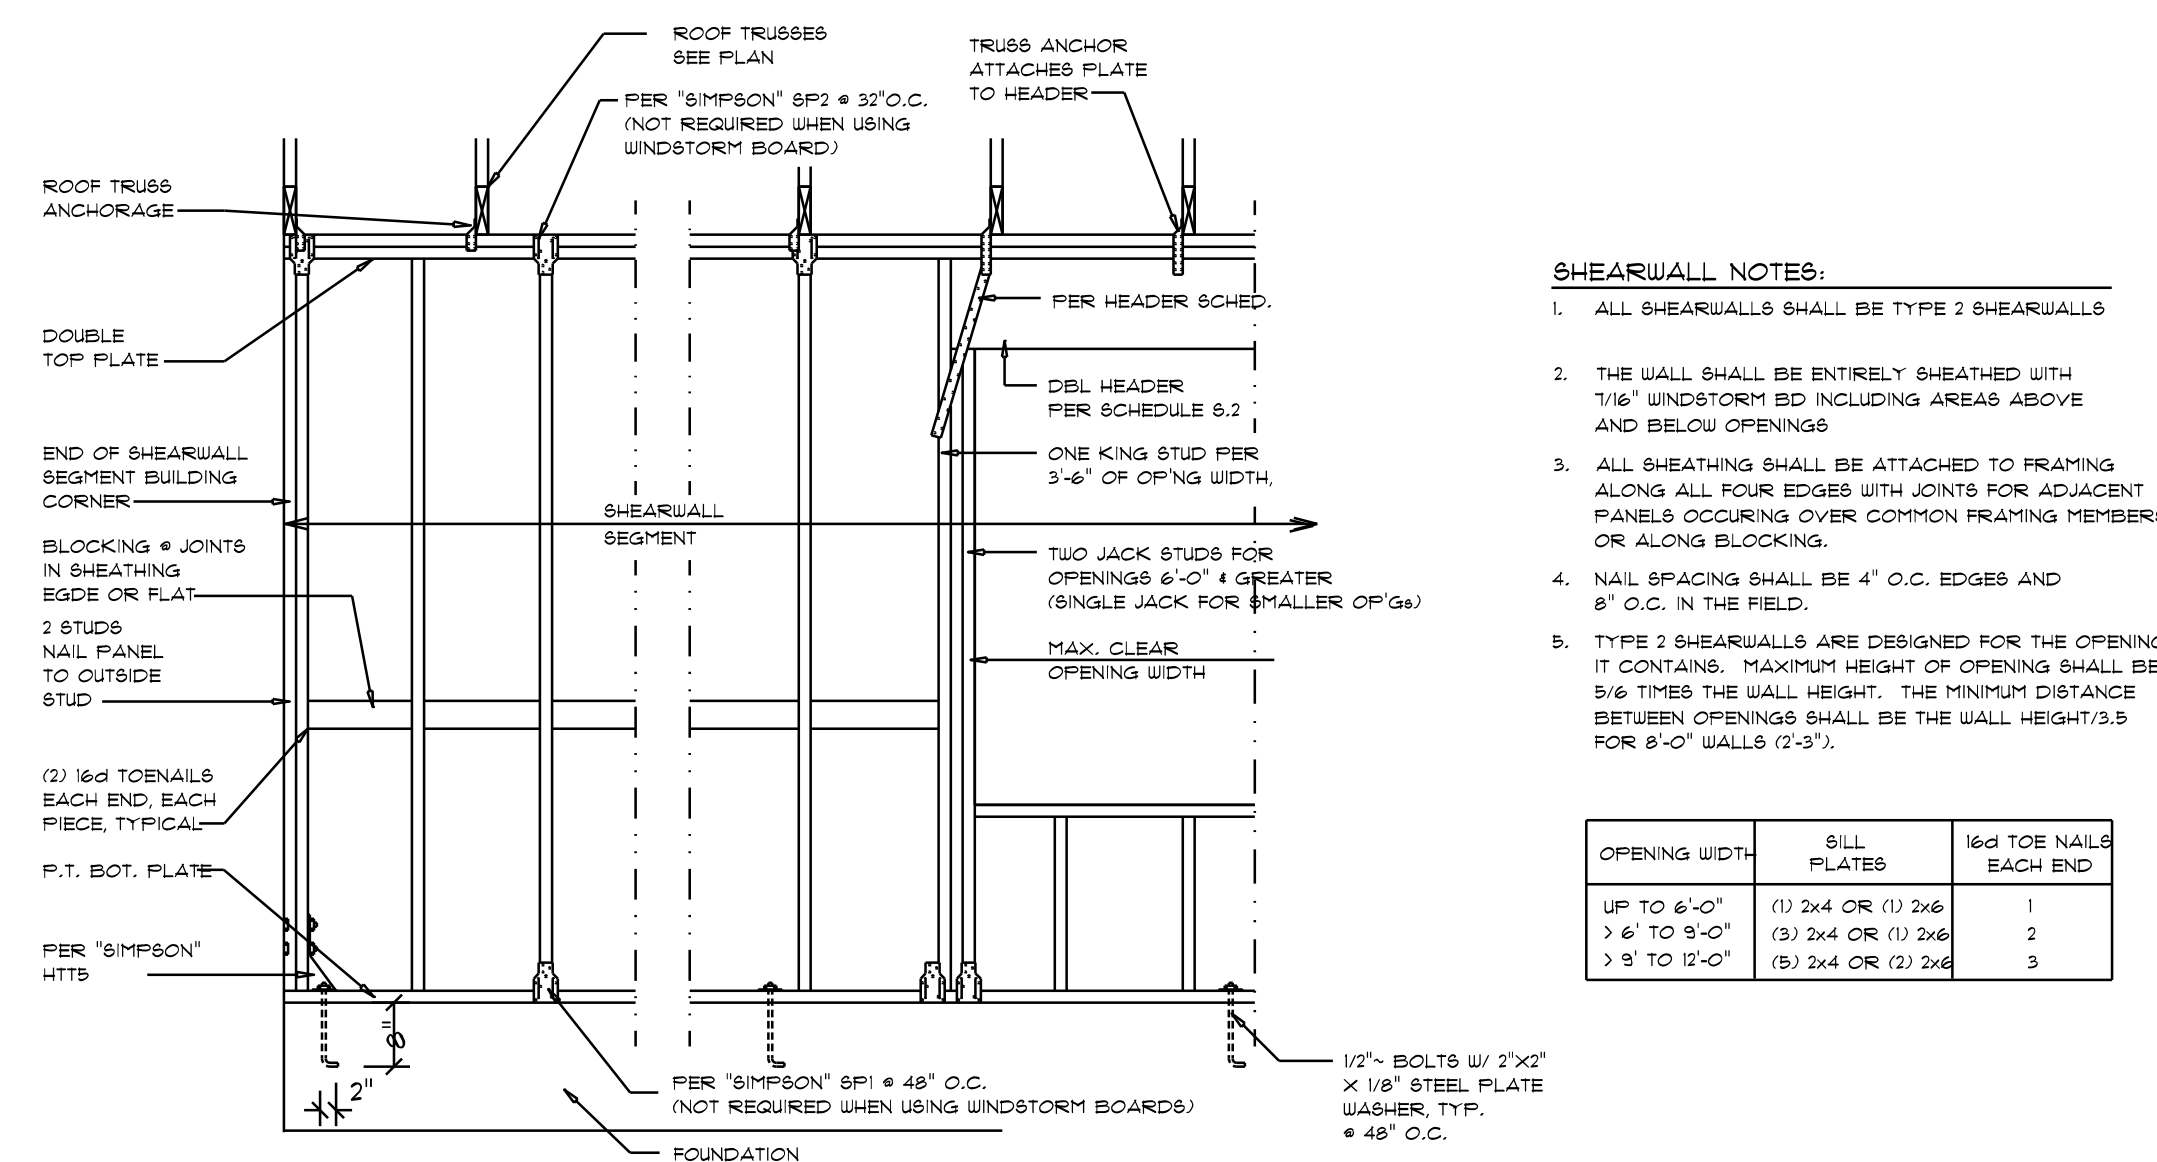 ROOF TRUSSES
SEE PLAN
TRUSS ANCHOR
ATTACHES PLATE
TO HEADER
PER "SIMPSON" SP2 @ 32"O.C.
(NOT REQUIRED WHEN USING
WINDSTORM BOARD)
ROOF TRUSS
ANCHORAGE
DOUBLE
TOP PLATE
PER HEADER SCHED.
DBL HEADER
PER SCHEDULE S.2
END OF SHEARWALL
SEGMENT BUILDING
CORNER
ONE KING STUD PER
3'-6" OF OP'NG WIDTH,
SHEARWALL
SEGMENT
BLOCKING @ JOINTS
IN SHEATHING
EGDE OR FLAT
TWO JACK STUDS FOR
OPENINGS 6'-0" & GREATER
(SINGLE JACK FOR SMALLER OP'Gs)
2 STUDS
NAIL PANEL
TO OUTSIDE
STUD
MAX. CLEAR
OPENING WIDTH
(2) 16d TOENAILS
EACH END, EACH
PIECE, TYPICAL
P.T. BOT. PLATE
PER "SIMPSON"
HTT5
8"
2"
PER "SIMPSON" SP1 @ 48" O.C.
(NOT REQUIRED WHEN USING WINDSTORM BOARDS)
FOUNDATION
1/2"~ BOLTS W/ 2"X2"
X 1/8" STEEL PLATE
WASHER, TYP.
@ 48" O.C.
SHEARWALL NOTES:
1. ALL SHEARWALLS SHALL BE TYPE 2 SHEARWALLS
2. THE WALL SHALL BE ENTIRELY SHEATHED WITH
7/16" WINDSTORM BD INCLUDING AREAS ABOVE
AND BELOW OPENINGS
3. ALL SHEATHING SHALL BE ATTACHED TO FRAMING
ALONG ALL FOUR EDGES WITH JOINTS FOR ADJACENT
PANELS OCCURING OVER COMMON FRAMING MEMBERS
OR ALONG BLOCKING.
4. NAIL SPACING SHALL BE 4" O.C. EDGES AND
8" O.C. IN THE FIELD.
5. TYPE 2 SHEARWALLS ARE DESIGNED FOR THE OPENING
IT CONTAINS. MAXIMUM HEIGHT OF OPENING SHALL BE
5/6 TIMES THE WALL HEIGHT. THE MINIMUM DISTANCE
BETWEEN OPENINGS SHALL BE THE WALL HEIGHT/3.5
FOR 8'-0" WALLS (2'-3").
OPENING WIDTH SILL PLATES 16d TOE NAILS EACH END
UP TO 6'-0" (1) 2x4 OR (1) 2x6 1
> 6' TO 9'-0" (3) 2x4 OR (1) 2x6 2
> 9' TO 12'-0" (5) 2x4 OR (2) 2x6 3